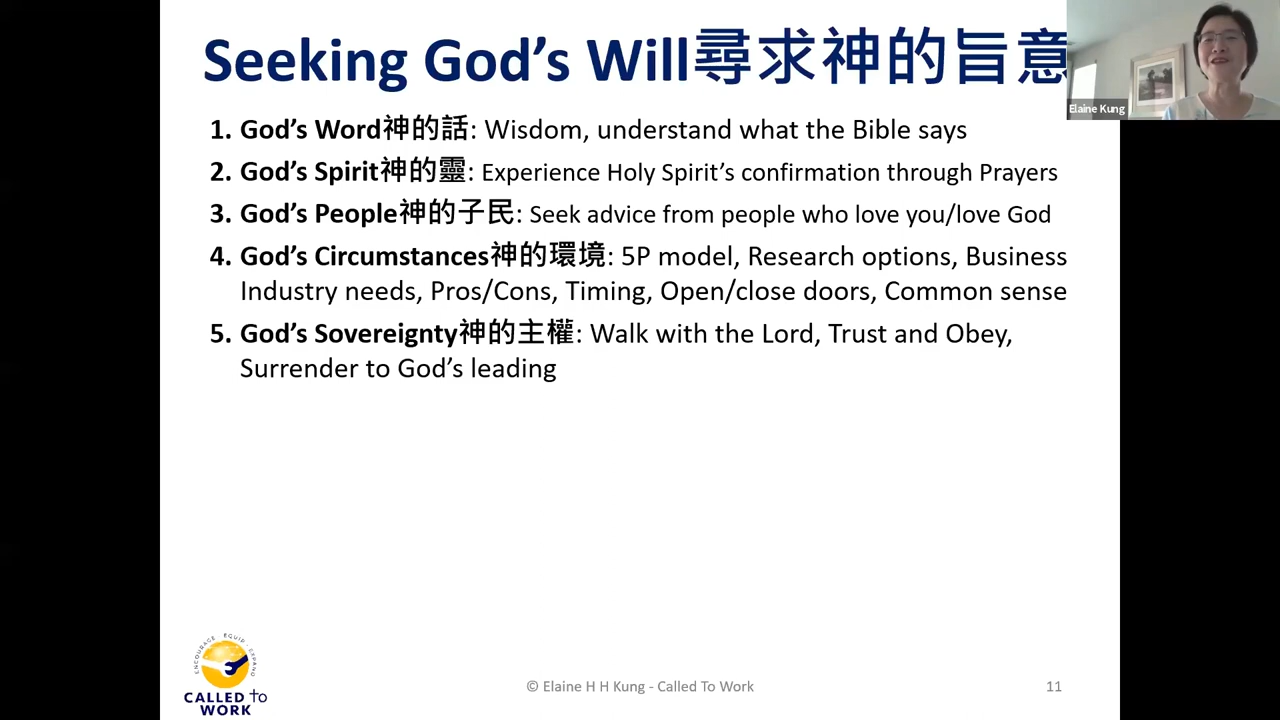 Seeking God’s Will尋求神的旨意
Elaine Kung
1. God’s Word神的話: Wisdom, understand what the Bible says
2. God’s Spirit神的靈: Experience Holy Spirit’s confirmation through Prayers
3. God’s People神的子民: Seek advice from people who love you/love God
4. God’s Circumstances神的環境: 5P model, Research options, Business
Industry needs, Pros/Cons, Timing, Open/close doors, Common sense
5. God’s Sovereignty神的主權: Walk with the Lord, Trust and Obey,
Surrender to God’s leading
ENCOURAGE · EQUIP · EXPAND
CALLED To
WORK
© Elaine H H Kung - Called To Work
11